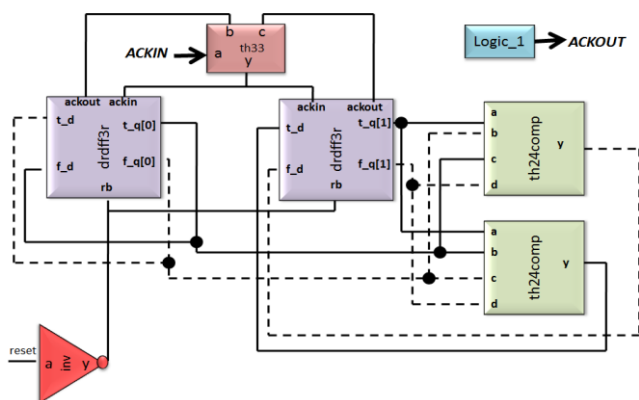 b c
ACKIN a th33
y
Logic_1 ACKOUT
ackout ackin
t_d t_q[0]
drdff3r
f_d f_q[0]
rb
ackin ackout
t_d t_q[1]
drdff3r
f_d f_q[1]
rb
a
b
c
d
th24comp
y
a
b
c
d
th24comp
y
reset a inv y